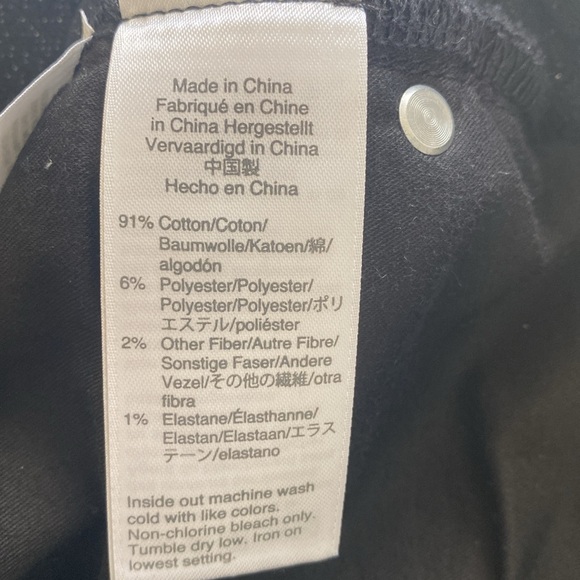 Made in China
Fabriqué en Chine
in China Hergestellt
Vervaardigd in China
中国製
Hecho en China
91% Cotton/Coton/
Baumwolle/Katoen/綿/
algodón
6% Polyester/Polyester/
Polyester/Polyester/ポリ
エステル/poliéster
2% Other Fiber/Autre Fibre/
Sonstige Faser/Andere
Vezel/その他の繊維/otra
fibra
1% Elastane/Élasthanne/
Elastan/Elastaan/エラス
テーン/elastano
Inside out machine wash
cold with like colors.
Non-chlorine bleach only.
Tumble dry low. Iron on
lowest setting.